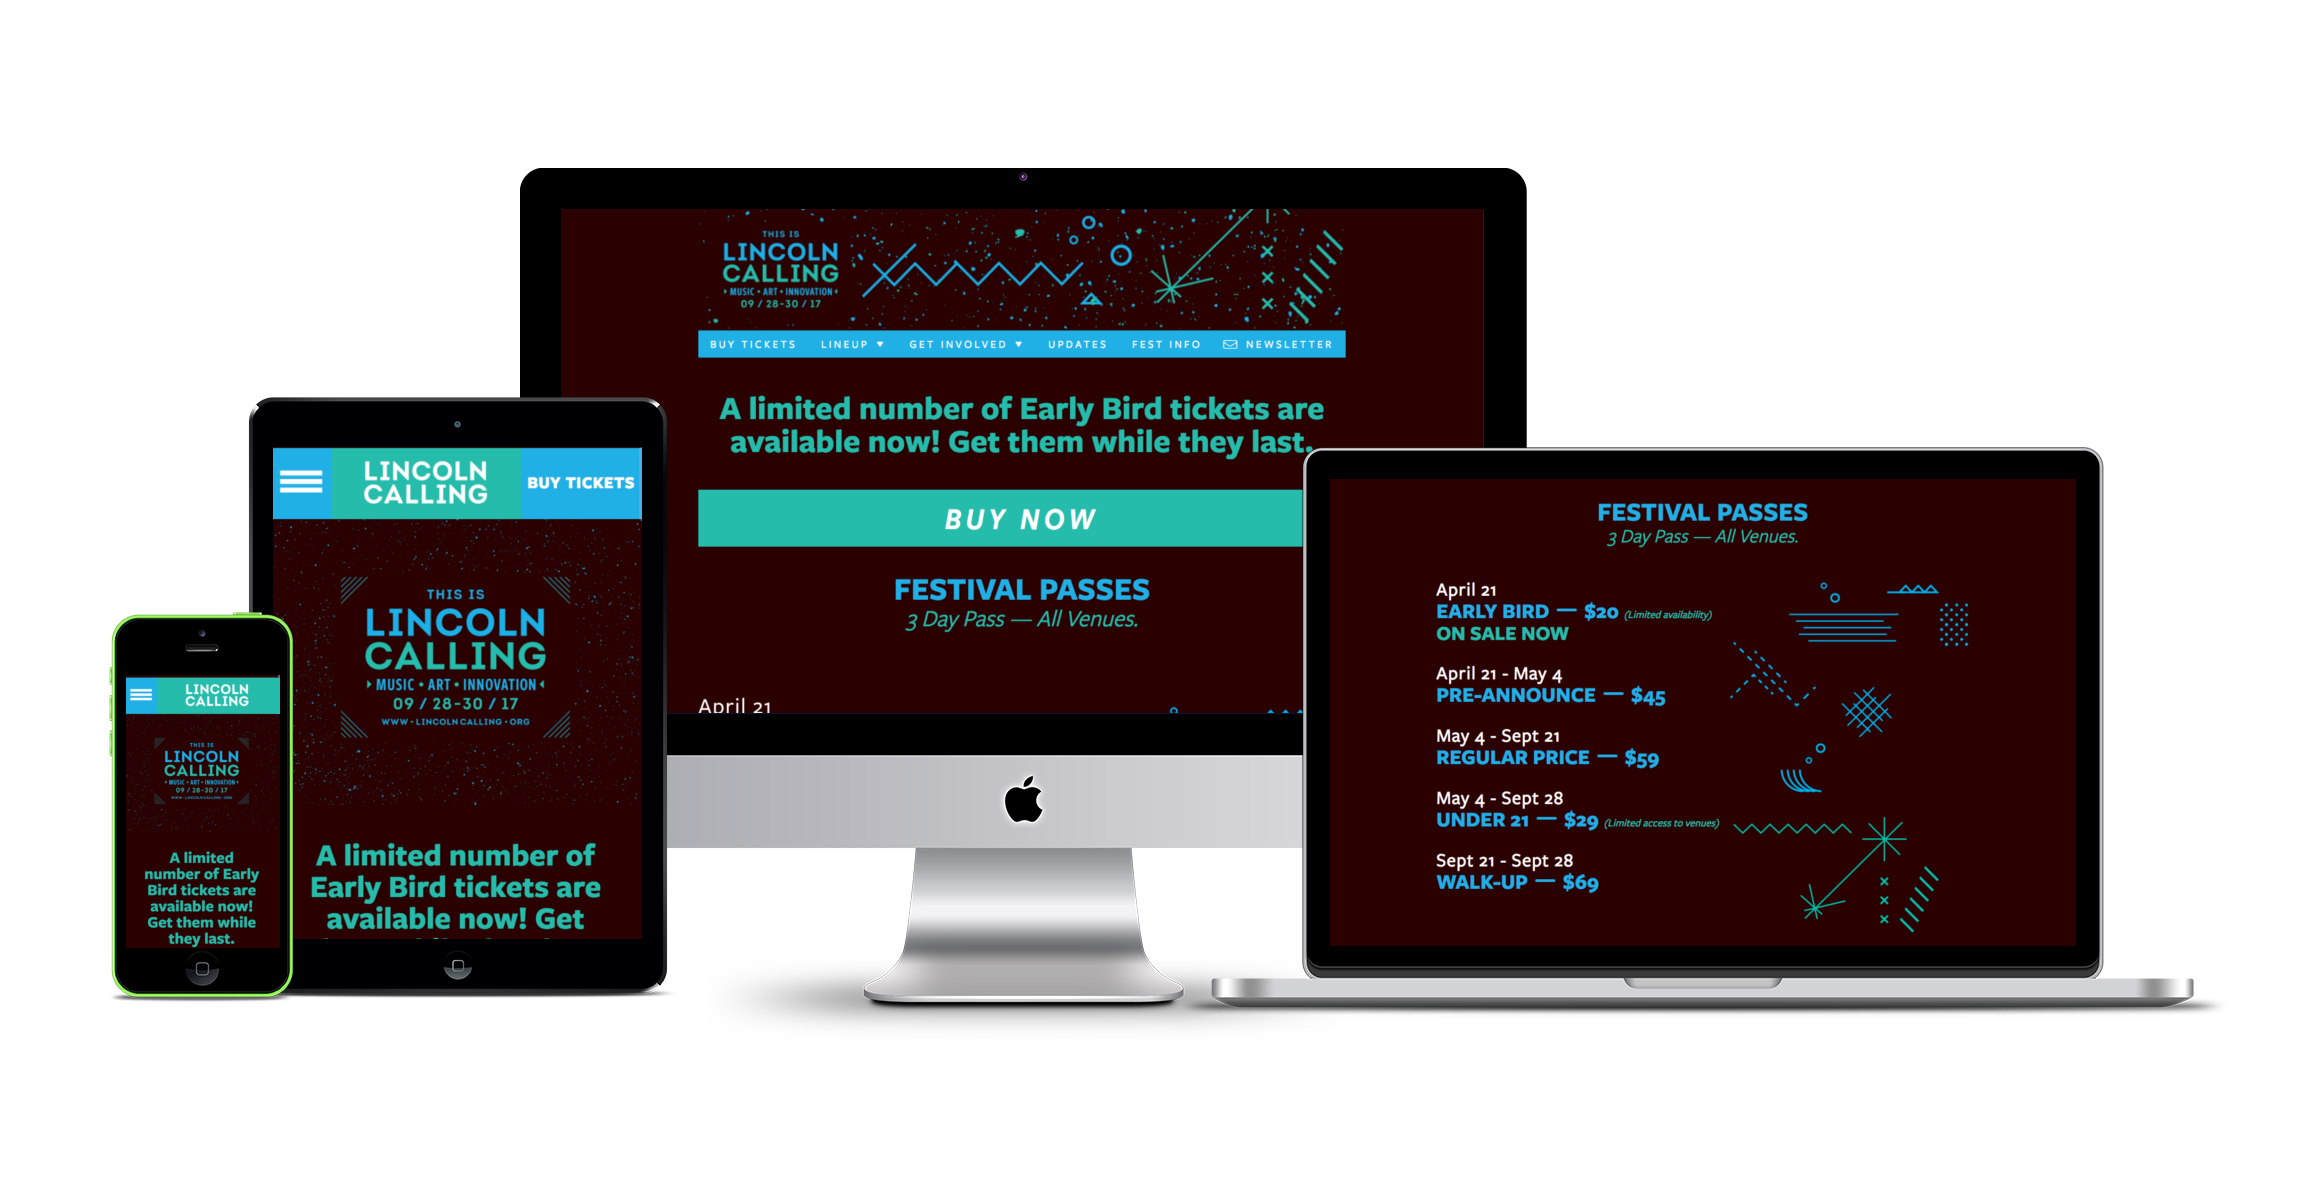 THIS IS
LINCOLN
CALLING
MUSIC • ART • INNOVATION
09 / 28-30 / 17
BUY TICKETS LINEUP ▼ GET INVOLVED ▼ UPDATES FEST INFO NEWSLETTER
A limited number of Early Bird tickets are
available now! Get them while they last.
BUY NOW
FESTIVAL PASSES
3 Day Pass — All Venues.
April 21
LINCOLN
CALLING
BUY TICKETS
THIS IS
LINCOLN
CALLING
MUSIC • ART • INNOVATION
09 / 28-30 / 17
WWW • LINCOLNCALLING • ORG
A limited number of
Early Bird tickets are
available now! Get
LINCOLN
CALLING
THIS IS
LINCOLN
CALLING
MUSIC • ART • INNOVATION
09 / 28-30 / 17
WWW • LINCOLNCALLING • ORG
A limited
number of Early
Bird tickets are
available now!
Get them while
they last.
FESTIVAL PASSES
3 Day Pass — All Venues.
April 21
EARLY BIRD — $20 (Limited availability)
ON SALE NOW
April 21 - May 4
PRE-ANNOUNCE — $45
May 4 - Sept 21
REGULAR PRICE — $59
May 4 - Sept 28
UNDER 21 — $29 (Limited access to venues)
Sept 21 - Sept 28
WALK-UP — $69